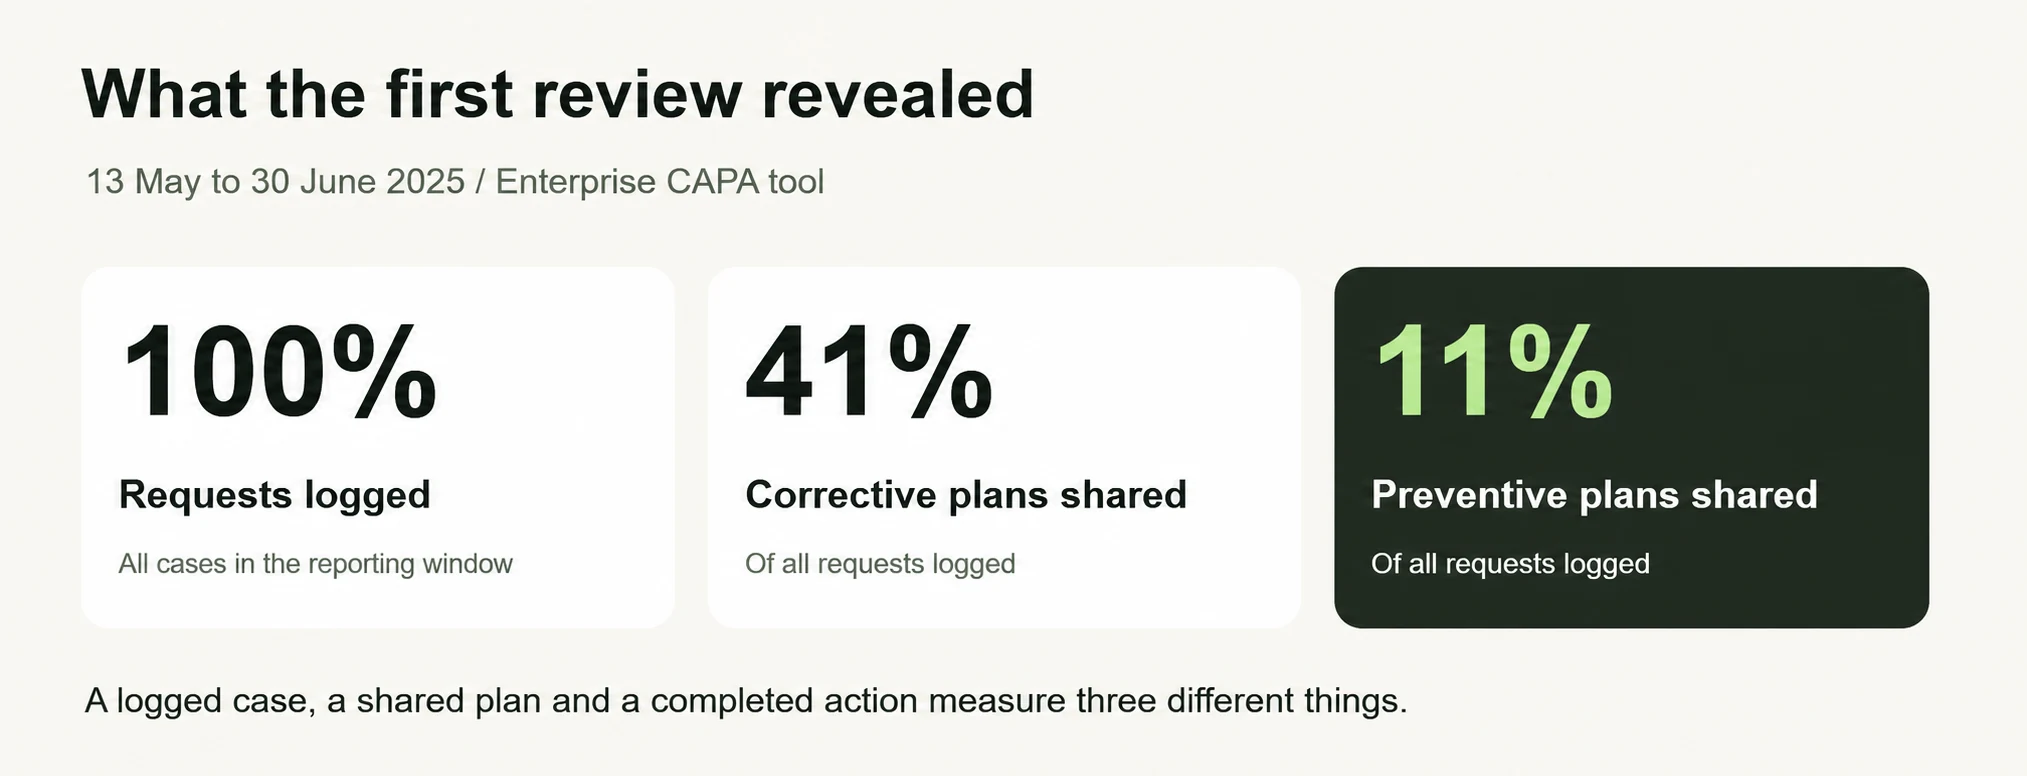 What the first review revealed
13 May to 30 June 2025 / Enterprise CAPA tool
100%
Requests logged
All cases in the reporting window
41%
Corrective plans shared
Of all requests logged
11%
Preventive plans shared
Of all requests logged
A logged case, a shared plan and a completed action measure three different things.